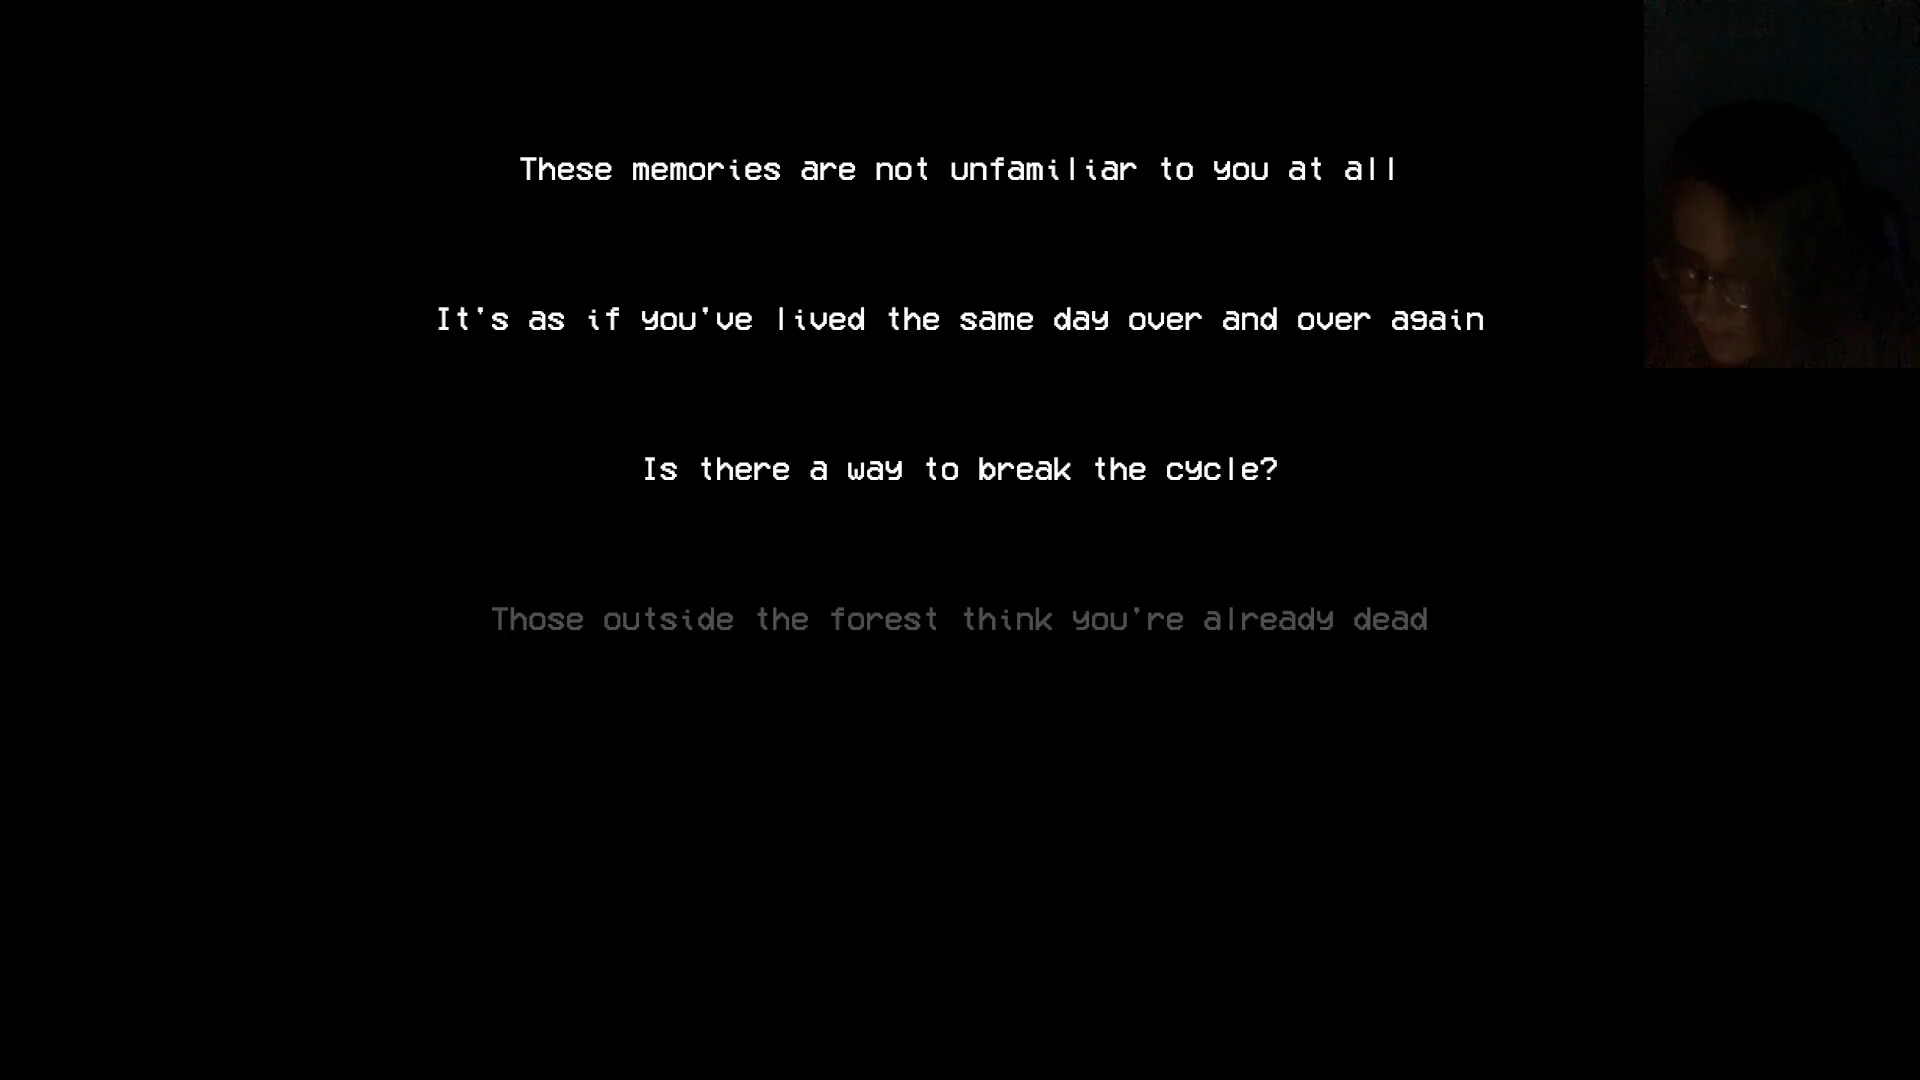 These memories are not unfamiliar to you at all
It's as if you've lived the same day over and over again
Is there a way to break the cycle?
Those outside the forest think you're already dead